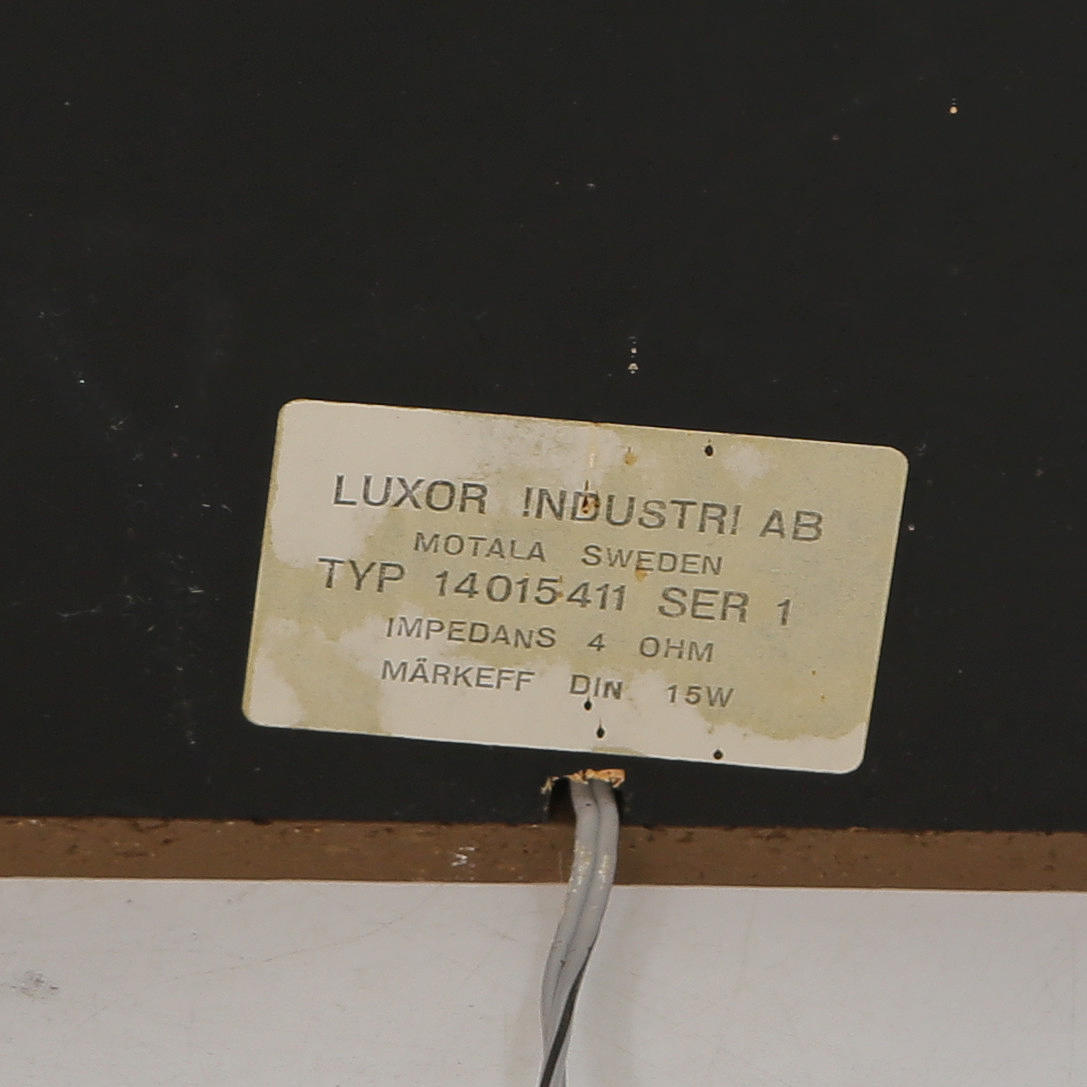 LUXOR INDUSTRI AB
MOTALA SWEDEN
TYP 14015411 SER 1
IMPEDANS 4 OHM
MÄRKEFF DIN 15W